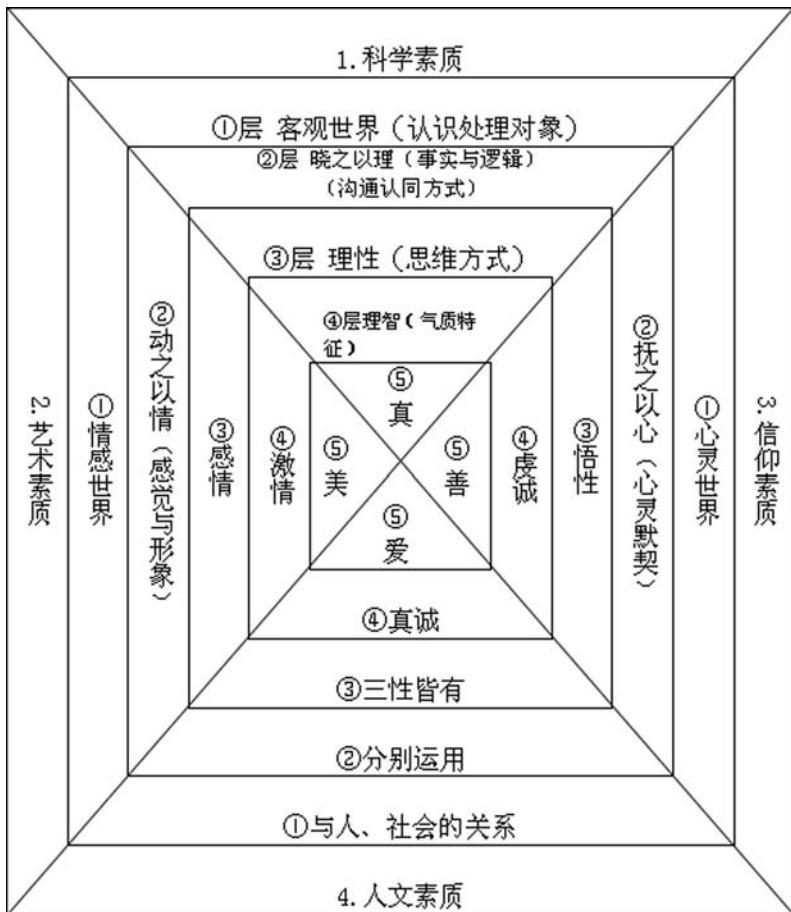 1.科学素质
①层 客观世界（认识处理对象）
②层 晓之以理（事实与逻辑）
（沟通认同方式）
③层 理性（思维方式）
④层理智（气质特
征）
⑤
真
2.艺术素质
①情感世界
②动之以情（感觉与形象）
③感情
④激情
⑤
美
⑤
善
④虔诚
③悟性
②抚之以心（心灵默契）
①心灵世界
3.信仰素质
⑤
爱
④真诚
③三性皆有
②分别运用
①与人、社会的关系
4.人文素质